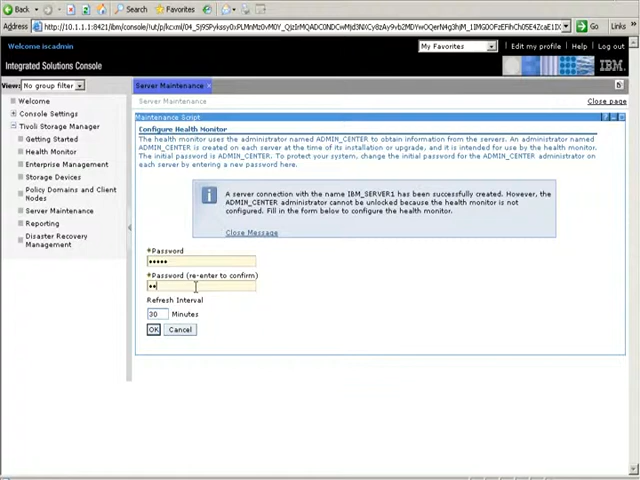 Back Search Favorites
Address Go Links
Welcome iscadmin
My Favorites Edit my profile Help Log out
Integrated Solutions Console
IBM.
View: No group filter
Server Maintenance
Welcome
Console Settings
Tivoli Storage Manager
Getting Started
Health Monitor
Enterprise Management
Storage Devices
Policy Domains and Client
Nodes
Server Maintenance
Reporting
Disaster Recovery
Management
Server Maintenance Close page
Maintenance Script
Configure Health Monitor
The health monitor uses the administrator named ADMIN_CENTER to obtain information from the servers. An administrator named
ADMIN_CENTER is created on each server at the time of its installation or upgrade, and it is intended for use by the health monitor.
The initial password is ADMIN_CENTER. To protect your system, change the initial password for the ADMIN_CENTER administrator on
each server by entering a new password here.
A server connection with the name IBM_SERVER1 has been successfully created. However, the
ADMIN_CENTER administrator cannot be unlocked because the health monitor is not
configured. Fill in the form below to configure the health monitor.
Close Message
*Password
•••••
*Password (re-enter to confirm)
••
Refresh Interval
30 Minutes
OK Cancel